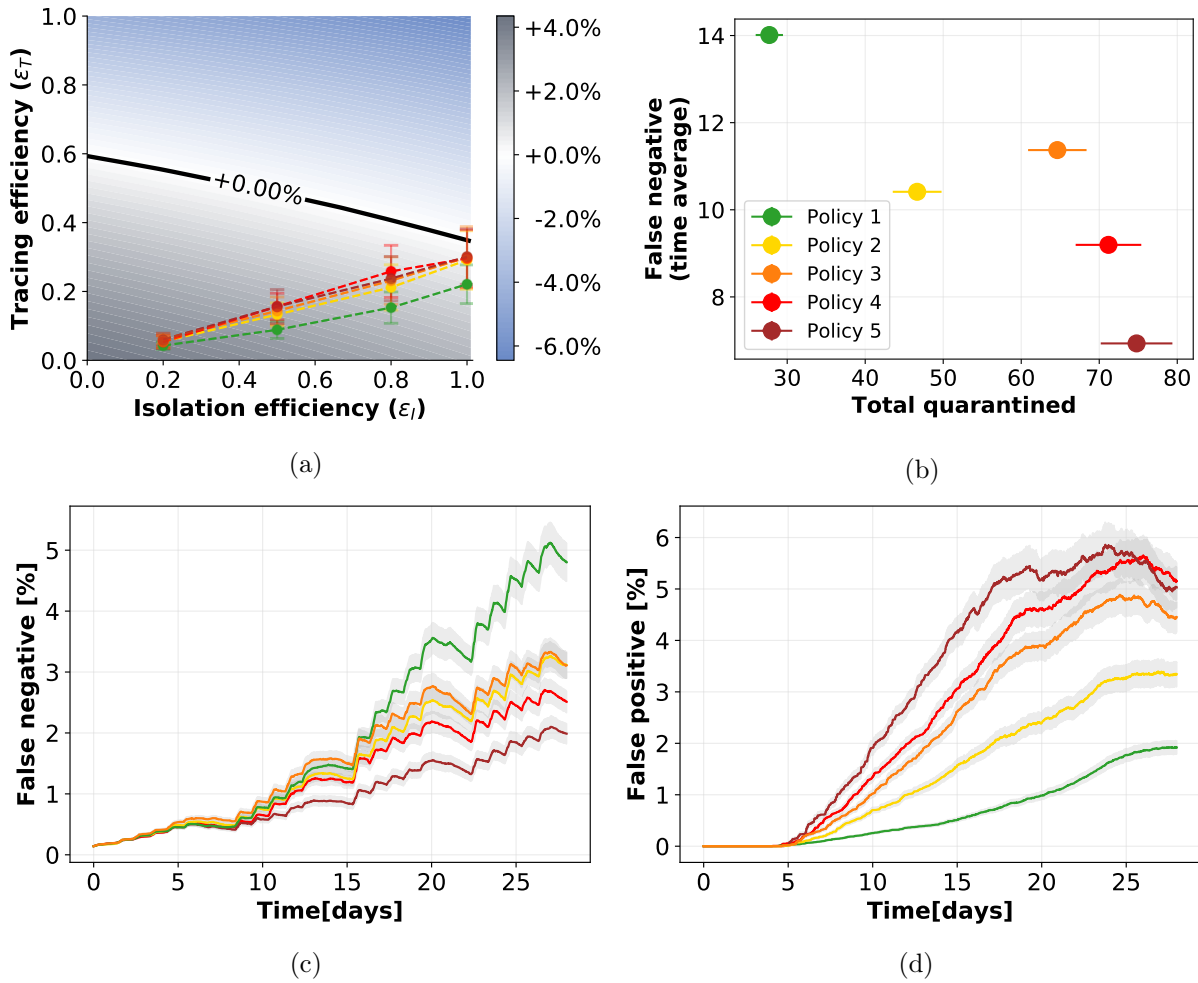 1.0
0.8
0.6
0.4
0.2
0.0
0.0 0.2 0.4 0.6 0.8 1.0
Tracing efficiency (εT)
Isolation efficiency (εI)
+0.00%
+4.0%
+2.0%
+0.0%
-2.0%
-4.0%
-6.0%
(a)
14
12
10
8
False negative
(time average)
Policy 1
Policy 2
Policy 3
Policy 4
Policy 5
30 40 50 60 70 80
Total quarantined
(b)
5
4
3
2
1
0
False negative [%]
0 5 10 15 20 25
Time[days]
(c)
6
5
4
3
2
1
0
False positive [%]
0 5 10 15 20 25
Time[days]
(d)